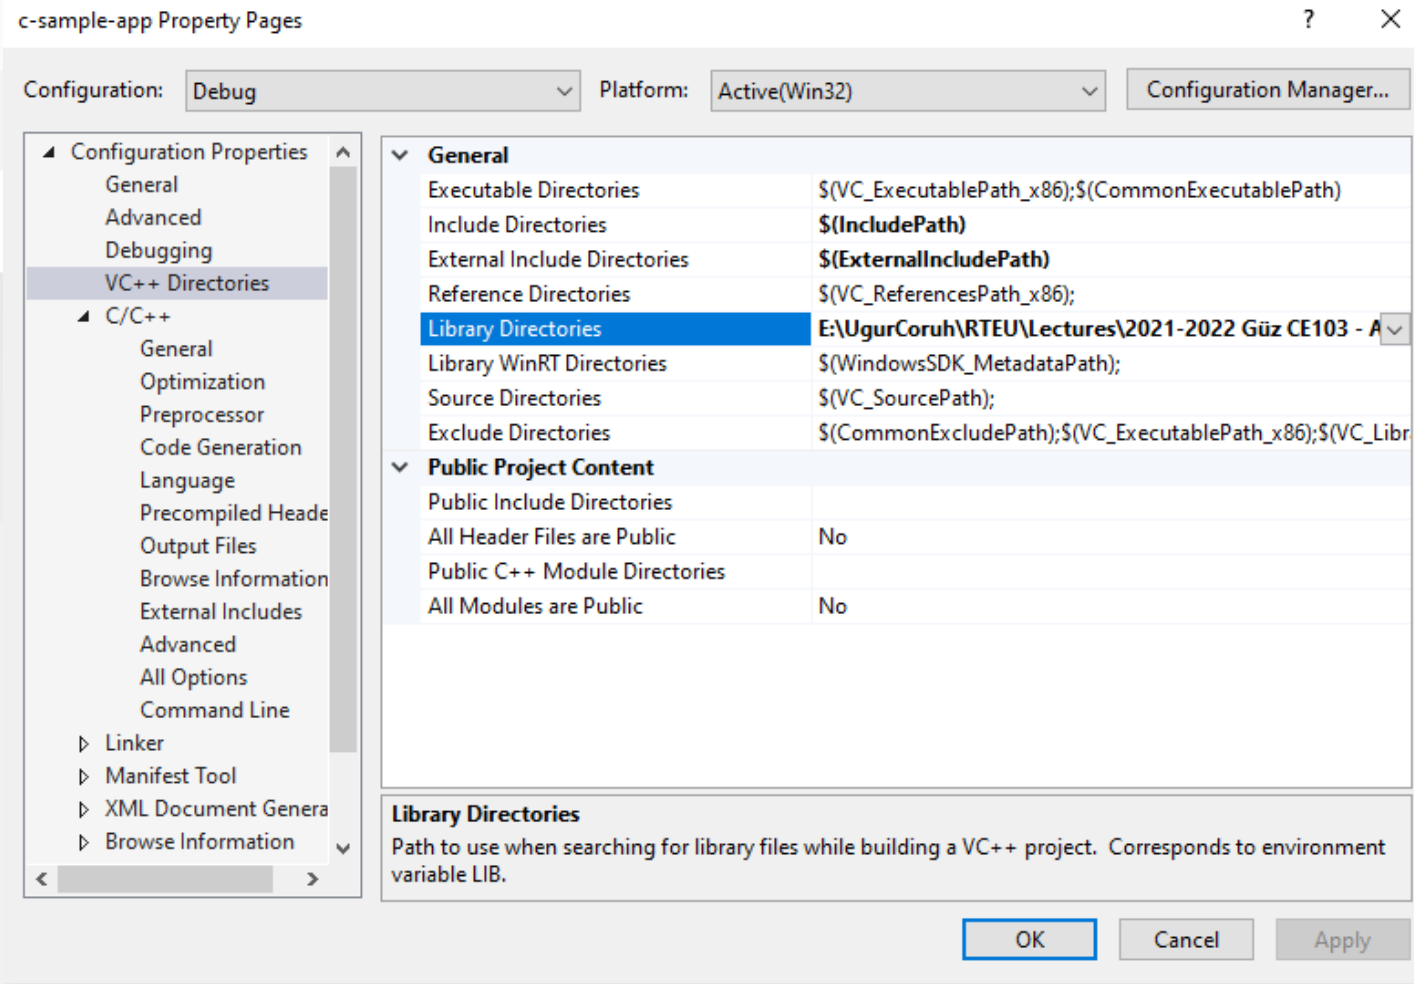 c-sample-app Property Pages
? 
Configuration: Debug Platform: Active(Win32) Configuration Manager...
Configuration Properties
General
Advanced
Debugging
VC++ Directories
C/C++
General
Optimization
Preprocessor
Code Generation
Language
Precompiled Heade
Output Files
Browse Information
External Includes
Advanced
All Options
Command Line
Linker
Manifest Tool
XML Document Genera
Browse Information
General
Executable Directories $(VC_ExecutablePath_x86);$(CommonExecutablePath)
Include Directories $(IncludePath)
External Include Directories $(ExternalIncludePath)
Reference Directories $(VC_ReferencesPath_x86);
Library Directories E:\UgurCoruh\RTEU\Lectures\2021-2022 Güz CE103 - A
Library WinRT Directories $(WindowsSDK_MetadataPath);
Source Directories $(VC_SourcePath);
Exclude Directories $(CommonExcludePath);$(VC_ExecutablePath_x86);$(VC_Libr
Public Project Content
Public Include Directories
All Header Files are Public No
Public C++ Module Directories
All Modules are Public No
Library Directories
Path to use when searching for library files while building a VC++ project.  Corresponds to environment
variable LIB.
OK Cancel Apply